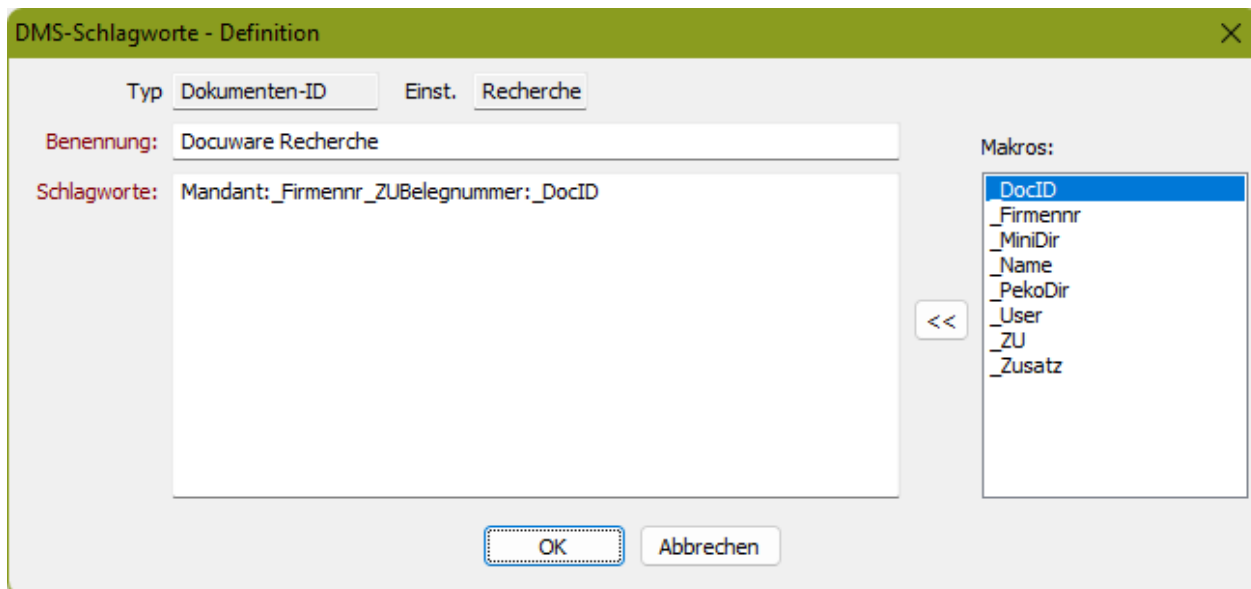 DMS-Schlagworte - Definition
Typ Dokumenten-ID Einst. Recherche
Benennung: Docuware Recherche
Makros:
Schlagworte: Mandant:_Firmennr_ZUBelegnummer:_DocID
_DocID
_Firmennr
_MiniDir
_Name
_PekoDir
_User
<< _ZU
_Zusatz
OK Abbrechen